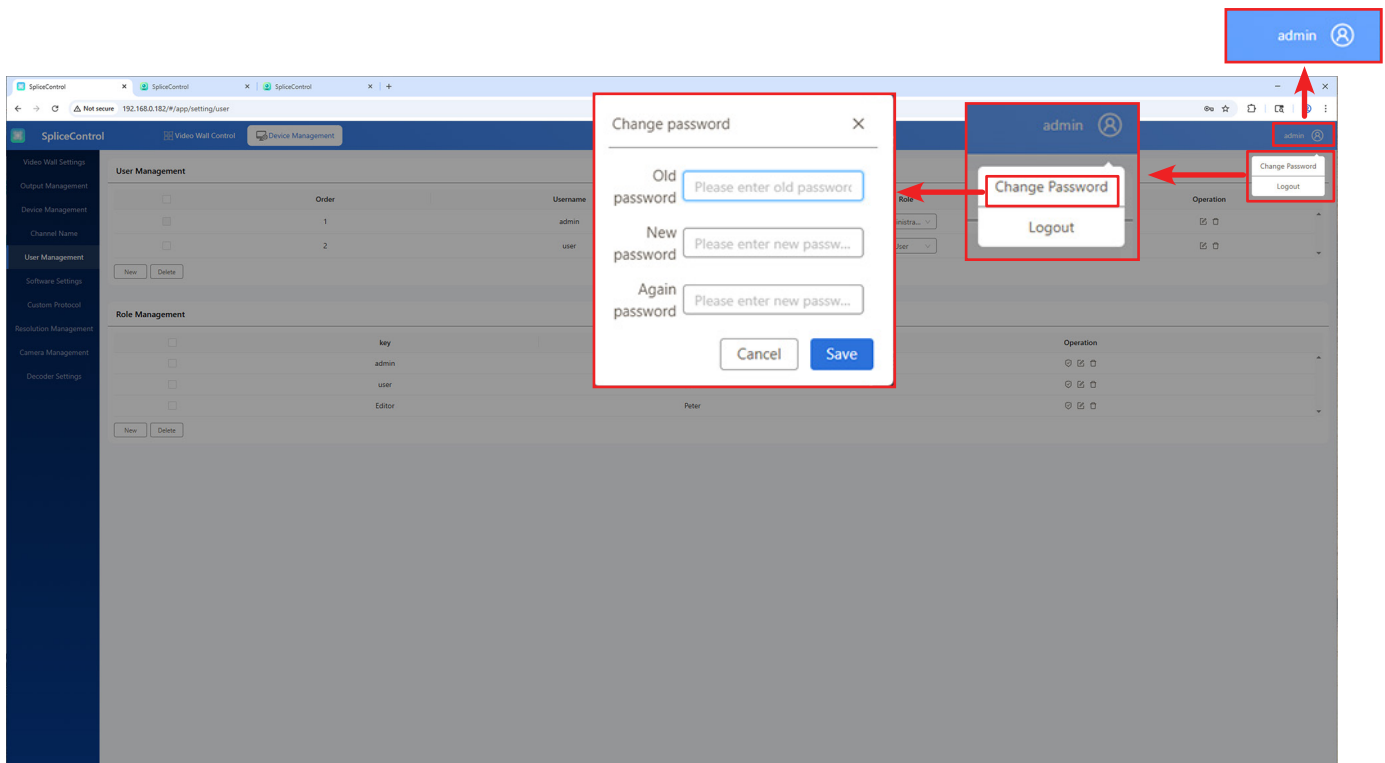 admin
SpliceControl
SpliceControl
SpliceControl
Not secure 192.168.0.182/#/app/setting/user
SpliceControl
Video Wall Control
Device Management
admin
Change Password
Logout
admin
Change Password
Logout
Change password
Old password
Please enter old password
New password
Please enter new passw...
Again password
Please enter new passw...
Cancel
Save
Video Wall Settings
Output Management
Device Management
Channel Name
User Management
Software Settings
Custom Protocol
Resolution Management
Camera Management
Decoder Settings
User Management
Order Username Role Operation
1 admin
2 user
New Delete
Role Management
key Operation
admin
user
Editor Peter
New Delete